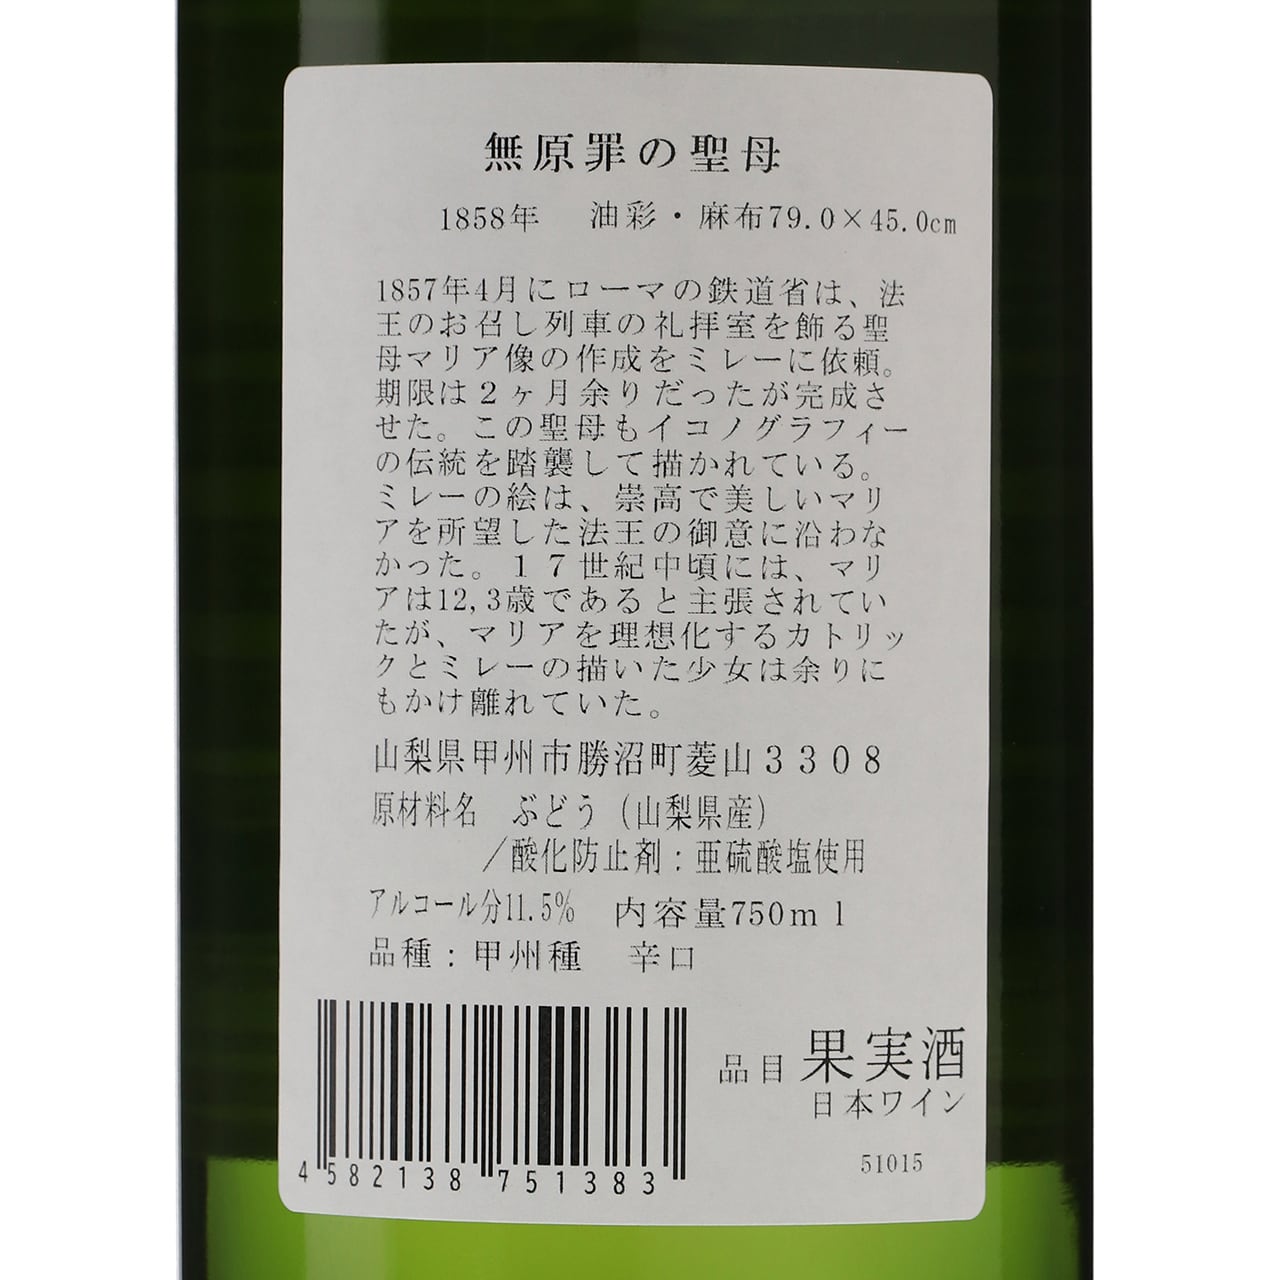 無原罪の聖母
1858年　油彩・麻布79.0×45.0cm
1857年4月にローマの鉄道省は、法
王のお召し列車の礼拝室を飾る聖
母マリア像の作成をミレーに依頼。
期限は２ヶ月余りだったが完成さ
せた。この聖母もイコノグラフィー
の伝統を踏襲して描かれている。
ミレーの絵は、崇高で美しいマリ
アを所望した法王の御意に沿わな
かった。１７世紀中頃には、マリ
アは12,3歳であると主張されてい
たが、マリアを理想化するカトリッ
クとミレーの描いた少女は余りに
もかけ離れていた。
山梨県甲州市勝沼町菱山３３０８
原材料名　ぶどう（山梨県産）
／酸化防止剤：亜硫酸塩使用
アルコール分11.5%　内容量750ｍｌ
品種：甲州種　辛口
品目 果実酒
日本ワイン
51015
4 582138 751383